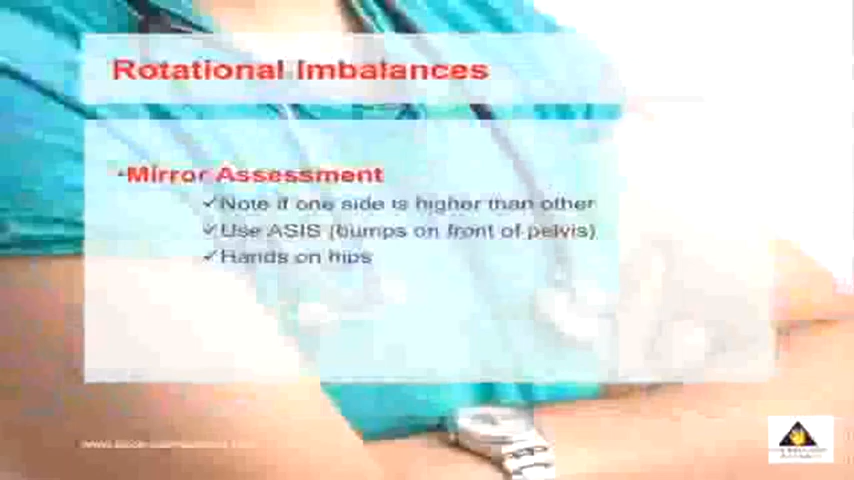 Rotational Imbalances
•Mirror Assessment
✓Note if one side is higher than other
✓Use ASIS (bumps on front of pelvis)
✓Hands on hips